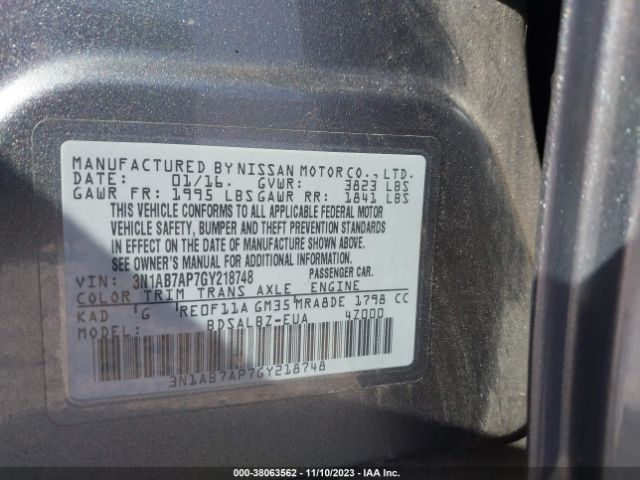 MANUFACTURED BY NISSAN MOTOR CO., LTD.
DATE: 01/16. GVWR: 3823 LBS
GAWR FR: 1995 LBS GAWR RR: 1841 LBS
THIS VEHICLE CONFORMS TO ALL APPLICABLE FEDERAL MOTOR
VEHICLE SAFETY, BUMPER AND THEFT PREVENTION STANDARDS
IN EFFECT ON THE DATE OF MANUFACTURE SHOWN ABOVE.
SEE OWNER'S MANUAL FOR ADDITIONAL INFORMATION
VIN: 3N1AB7AP7GY218748 PASSENGER CAR.
COLOR TRIM TRANS AXLE ENGINE
KAD G RE0F11A GM35 MRA8DE 1798 CC
MODEL: BDSALBZ-EUA 4Z000
3N1AB7AP7GY218748
000-38063562 — 11/10/2023 — IAA Inc.